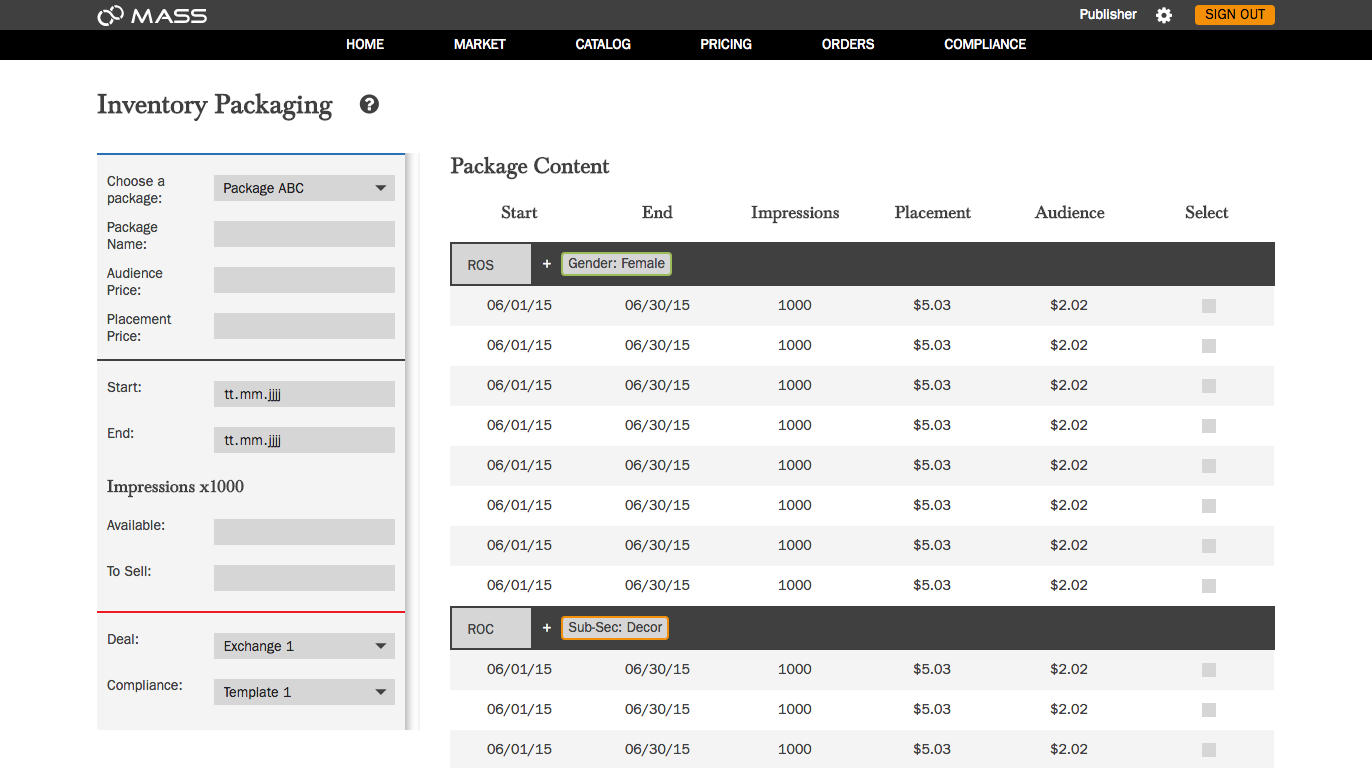 MASS
Publisher
SIGN OUT
HOME MARKET CATALOG PRICING ORDERS COMPLIANCE
Inventory Packaging ?
Choose a
package:
Package ABC
Package
Name:
Audience
Price:
Placement
Price:
Start:
tt.mm.jjjj
End:
tt.mm.jjjj
Impressions x1000
Available:
To Sell:
Deal:
Exchange 1
Compliance:
Template 1
Package Content
Start End Impressions Placement Audience Select
ROS + Gender: Female
06/01/15 06/30/15 1000 $5.03 $2.02
06/01/15 06/30/15 1000 $5.03 $2.02
06/01/15 06/30/15 1000 $5.03 $2.02
06/01/15 06/30/15 1000 $5.03 $2.02
06/01/15 06/30/15 1000 $5.03 $2.02
06/01/15 06/30/15 1000 $5.03 $2.02
06/01/15 06/30/15 1000 $5.03 $2.02
06/01/15 06/30/15 1000 $5.03 $2.02
ROC + Sub-Sec: Decor
06/01/15 06/30/15 1000 $5.03 $2.02
06/01/15 06/30/15 1000 $5.03 $2.02
06/01/15 06/30/15 1000 $5.03 $2.02